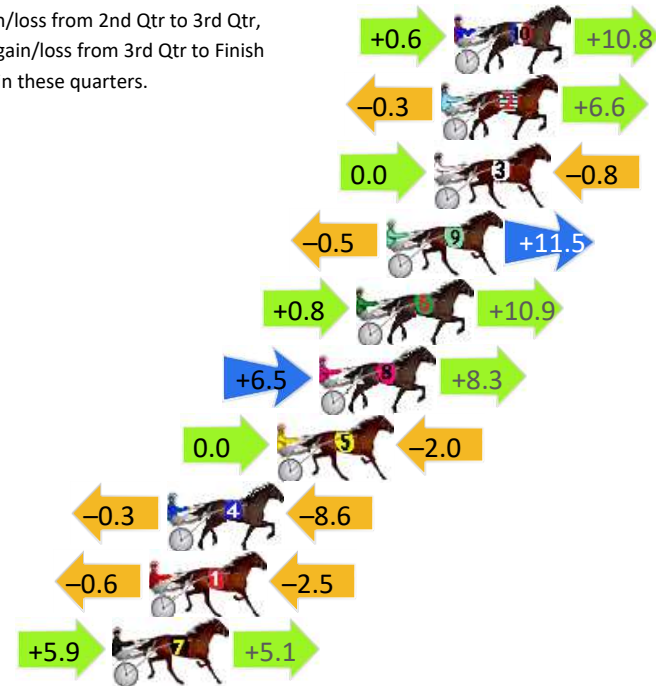 n/loss from 2nd Qtr to 3rd Qtr,
gain/loss from 3rd Qtr to Finish
in these quarters.
+0.6 10 +10.8
–0.3 +6.6
0.0 3 –0.8
–0.5 9 +11.5
+0.8 6 +10.9
+6.5 8 +8.3
0.0 5 –2.0
–0.3 4 –8.6
–0.6 1 –2.5
+5.9 7 +5.1